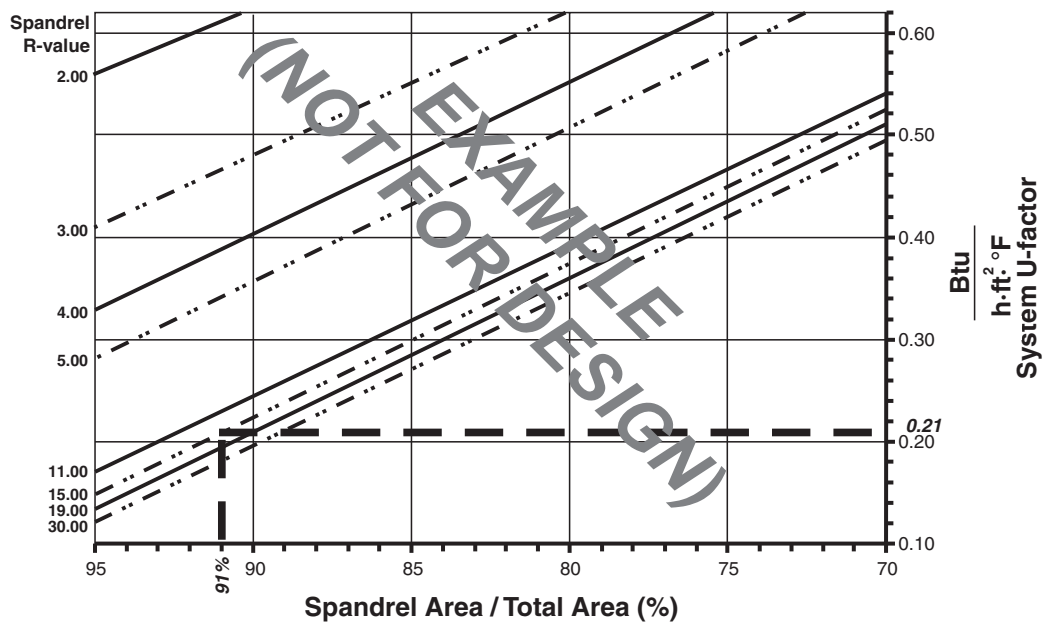 Spandrel
R-value
2.00
3.00
4.00
5.00
11.00
15.00
19.00
30.00
EXAMPLE
(NOT FOR DESIGN)
0.60
0.50
0.40
0.30
0.21
0.20
0.10
Btu
h·ft² °F
System U-factor
95
91%
90
85
80
75
70
Spandrel Area / Total Area (%)